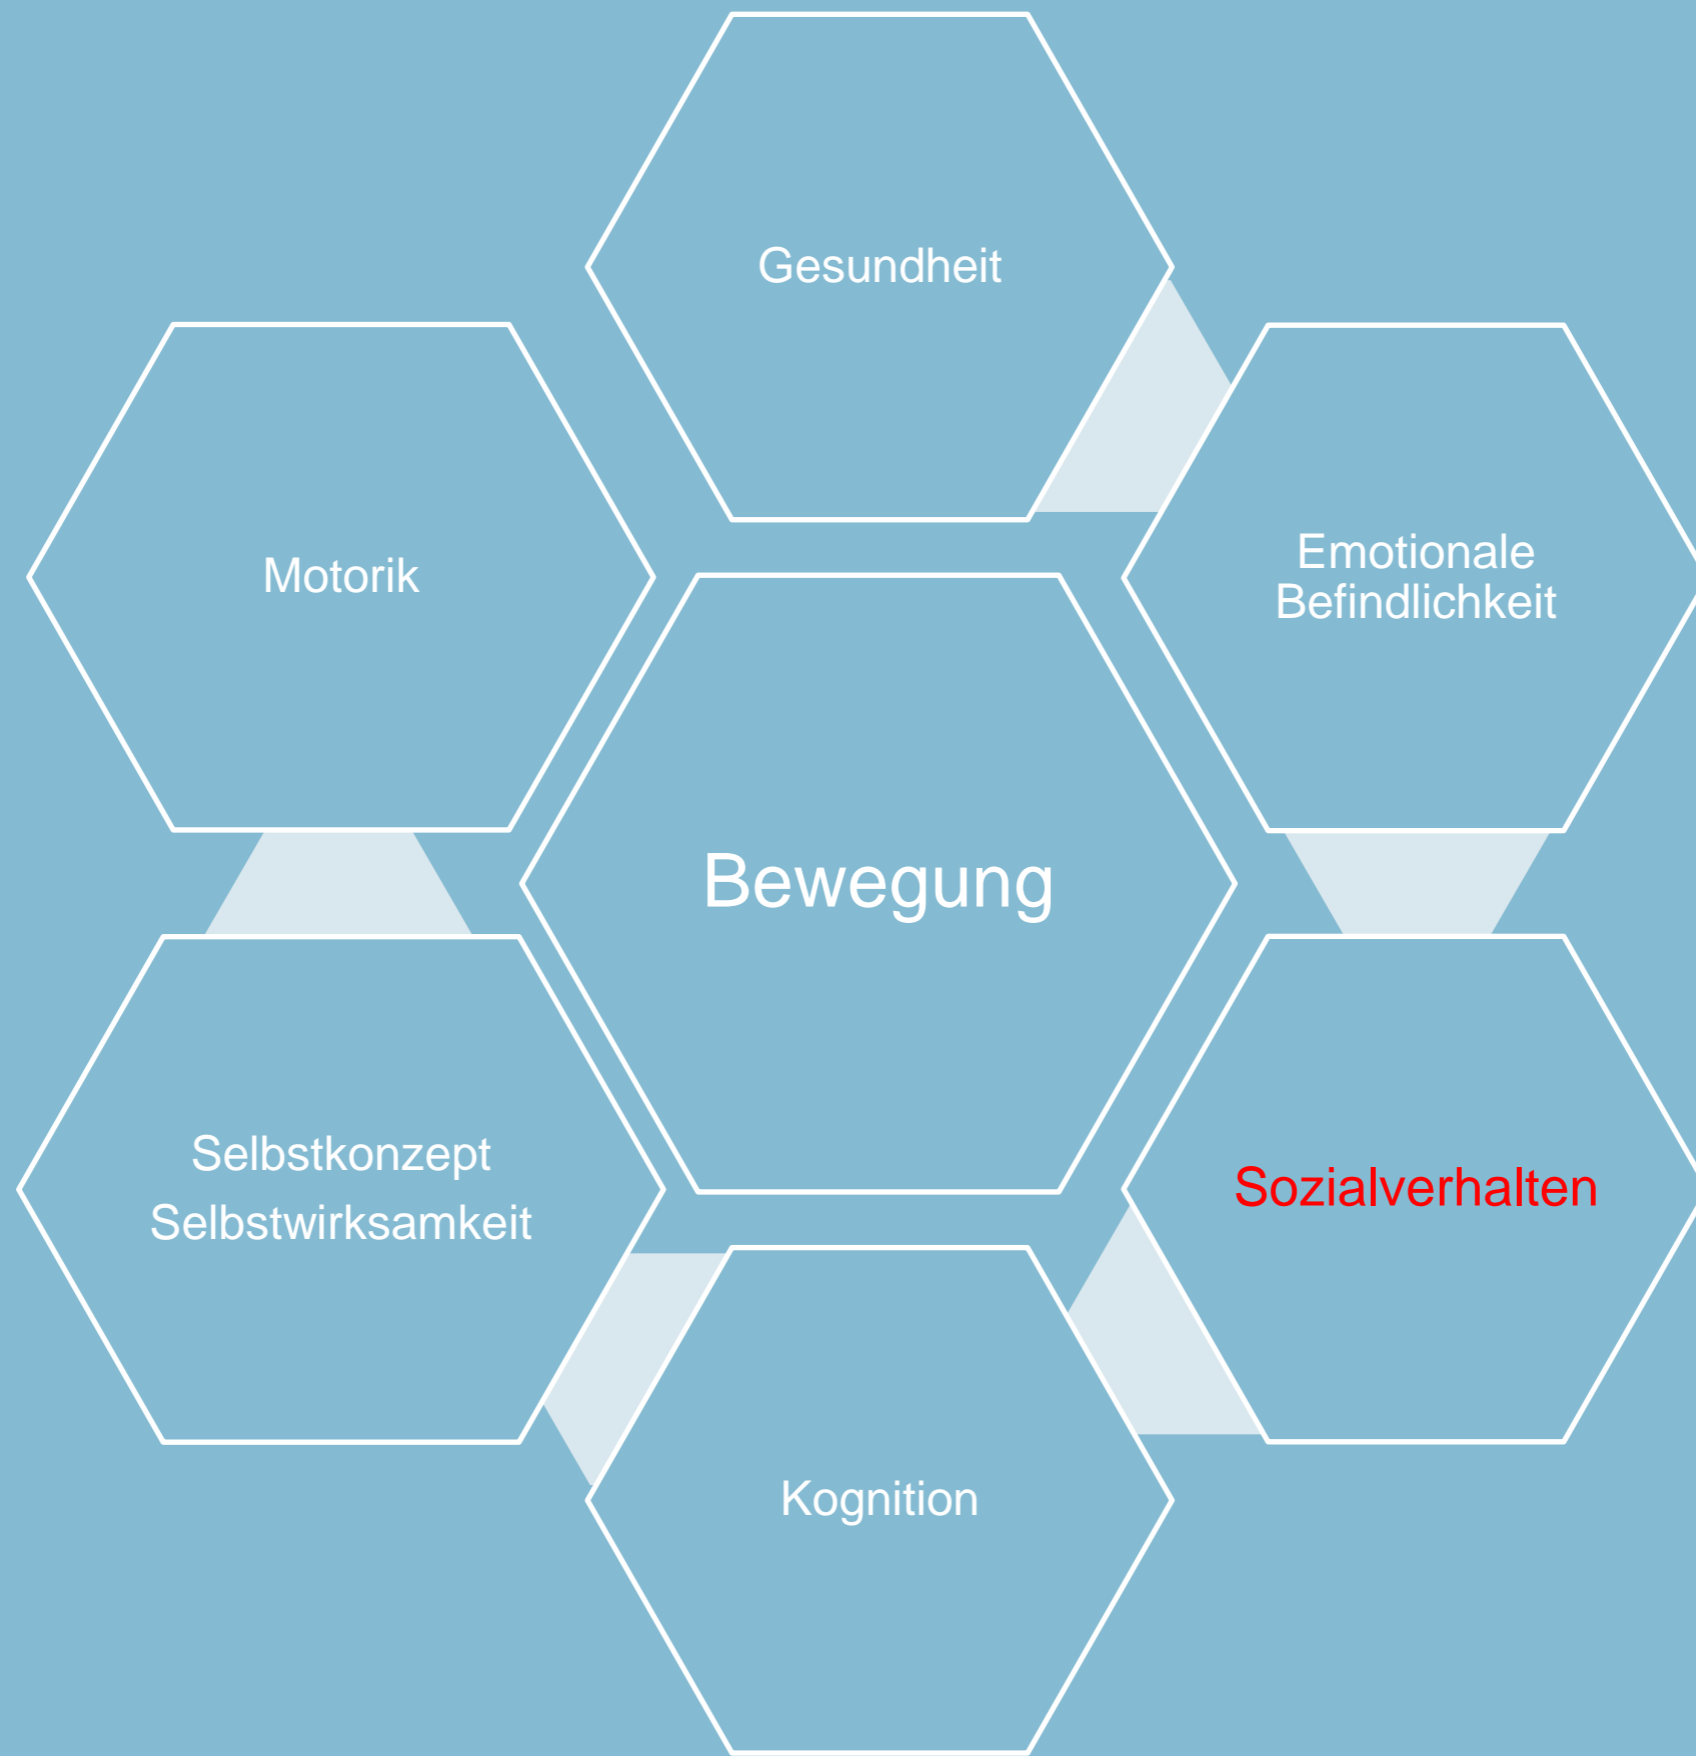 Gesundheit
Motorik
Emotionale
Befindlichkeit
Bewegung
Selbstkonzept
Selbstwirksamkeit
Sozialverhalten
Kognition